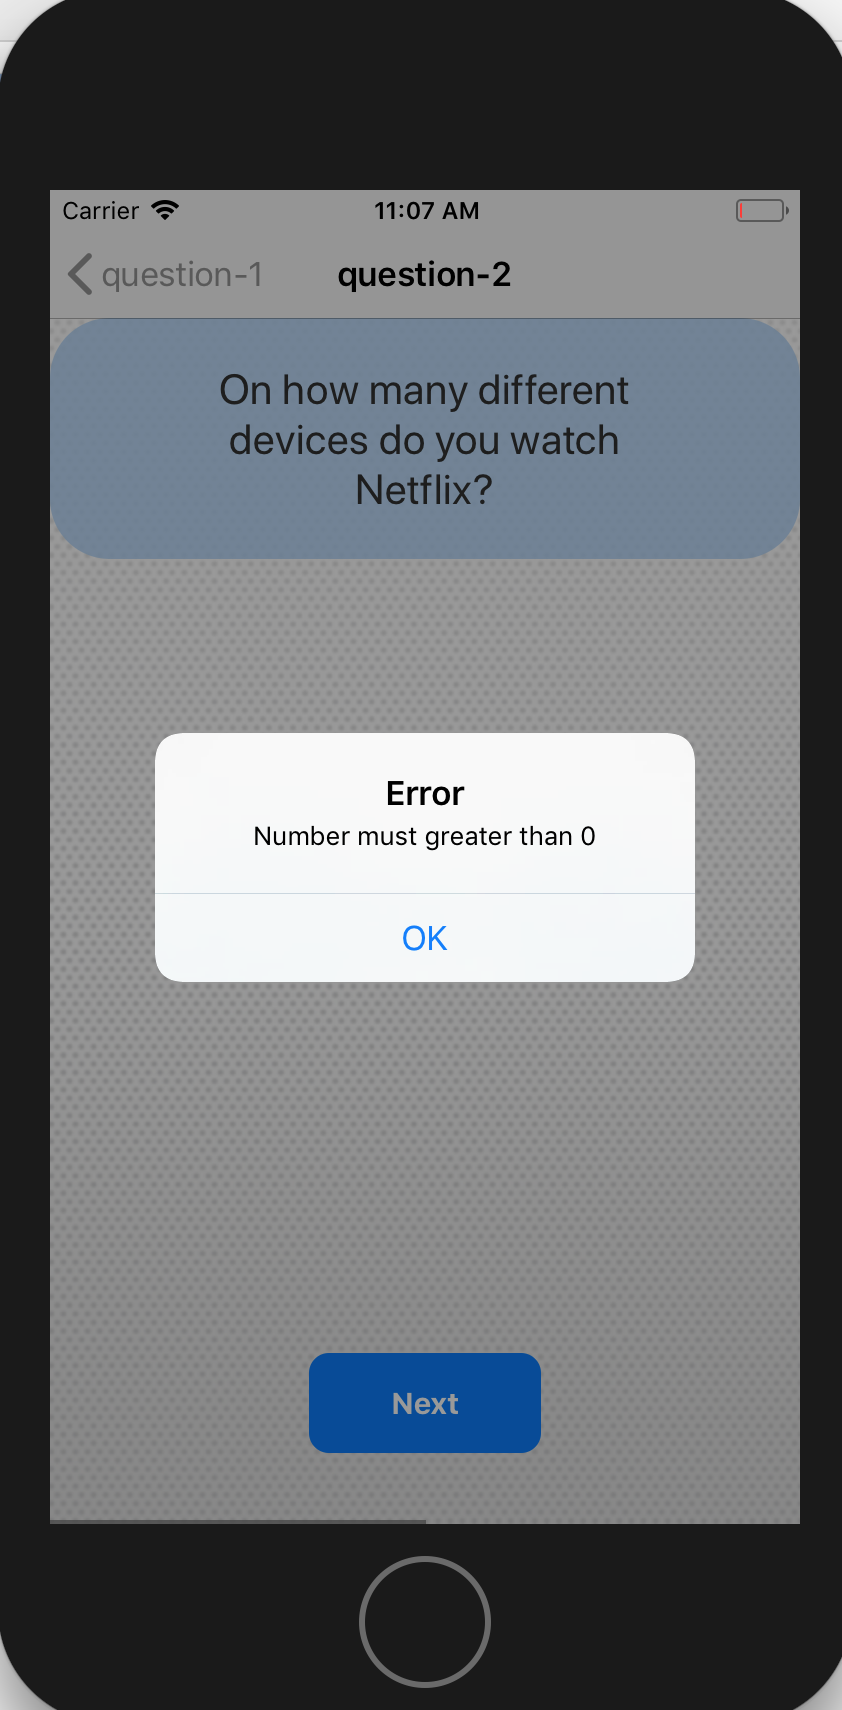 Carrier 11:07 AM
question-1 question-2
On how many different
devices do you watch
Netflix?
Error
Number must greater than 0
OK
Next